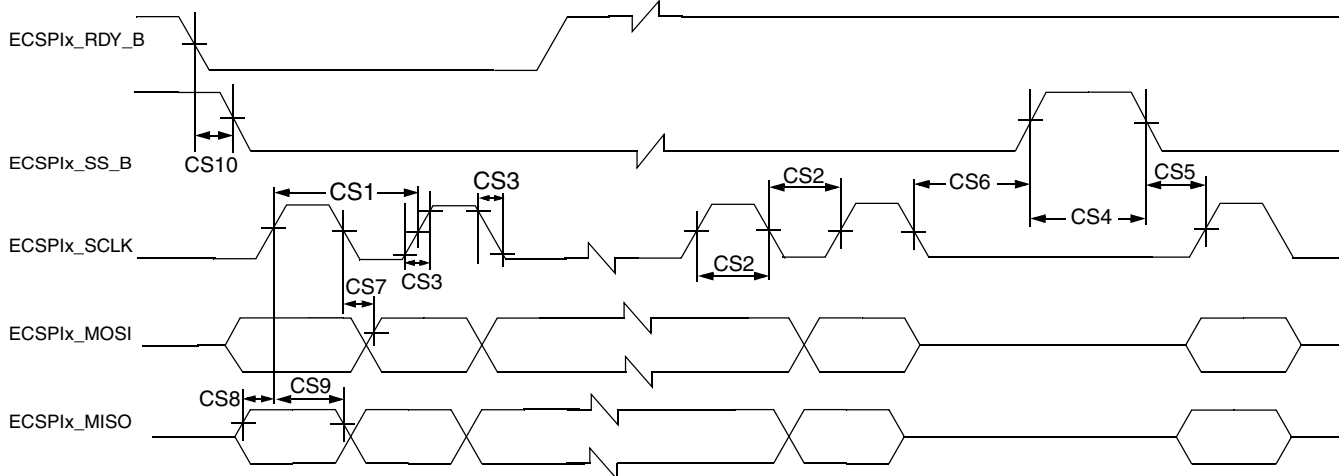 ECSPIx_RDY_B
CS10
ECSPIx_SS_B
CS1
CS3
CS2
CS6
CS5
CS4
ECSPIx_SCLK
CS3
CS2
CS7
ECSPIx_MOSI
CS8
CS9
ECSPIx_MISO